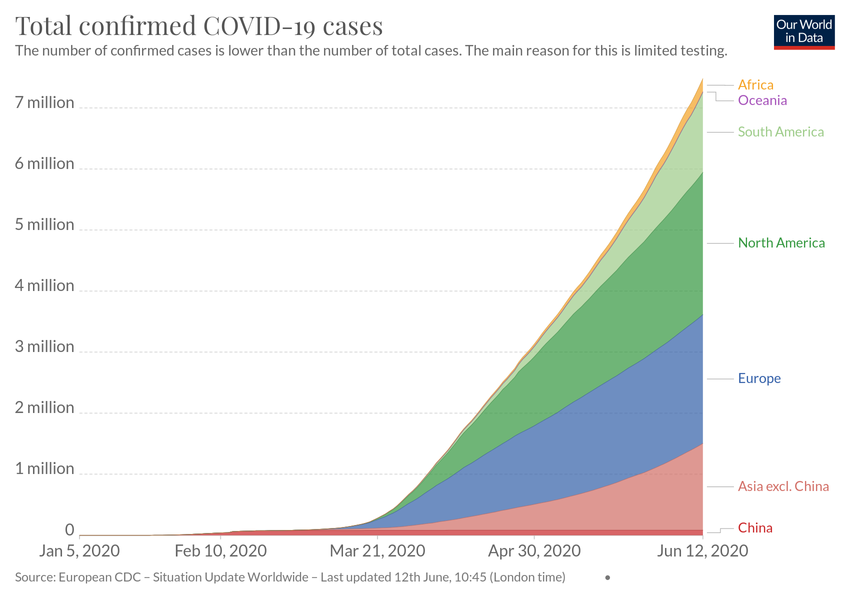 Total confirmed COVID-19 cases
The number of confirmed cases is lower than the number of total cases. The main reason for this is limited testing.
Our World
in Data
7 million
6 million
5 million
4 million
3 million
2 million
1 million
0
Africa
Oceania
South America
North America
Europe
Asia excl. China
China
Jan 5, 2020
Feb 10, 2020
Mar 21, 2020
Apr 30, 2020
Jun 12, 2020
Source: European CDC – Situation Update Worldwide – Last updated 12th June, 10:45 (London time) •